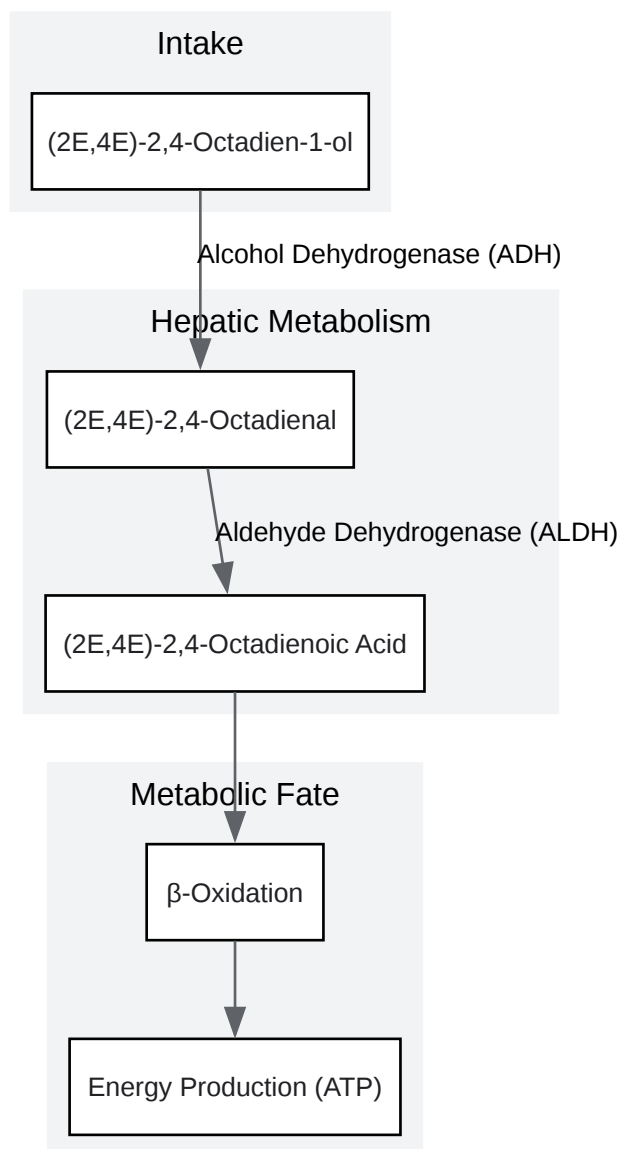 Intake
(2E,4E)-2,4-Octadien-1-ol
Alcohol Dehydrogenase (ADH)
Hepatic Metabolism
(2E,4E)-2,4-Octadienal
Aldehyde Dehydrogenase (ALDH)
(2E,4E)-2,4-Octadienoic Acid
Metabolic Fate
β-Oxidation
Energy Production (ATP)